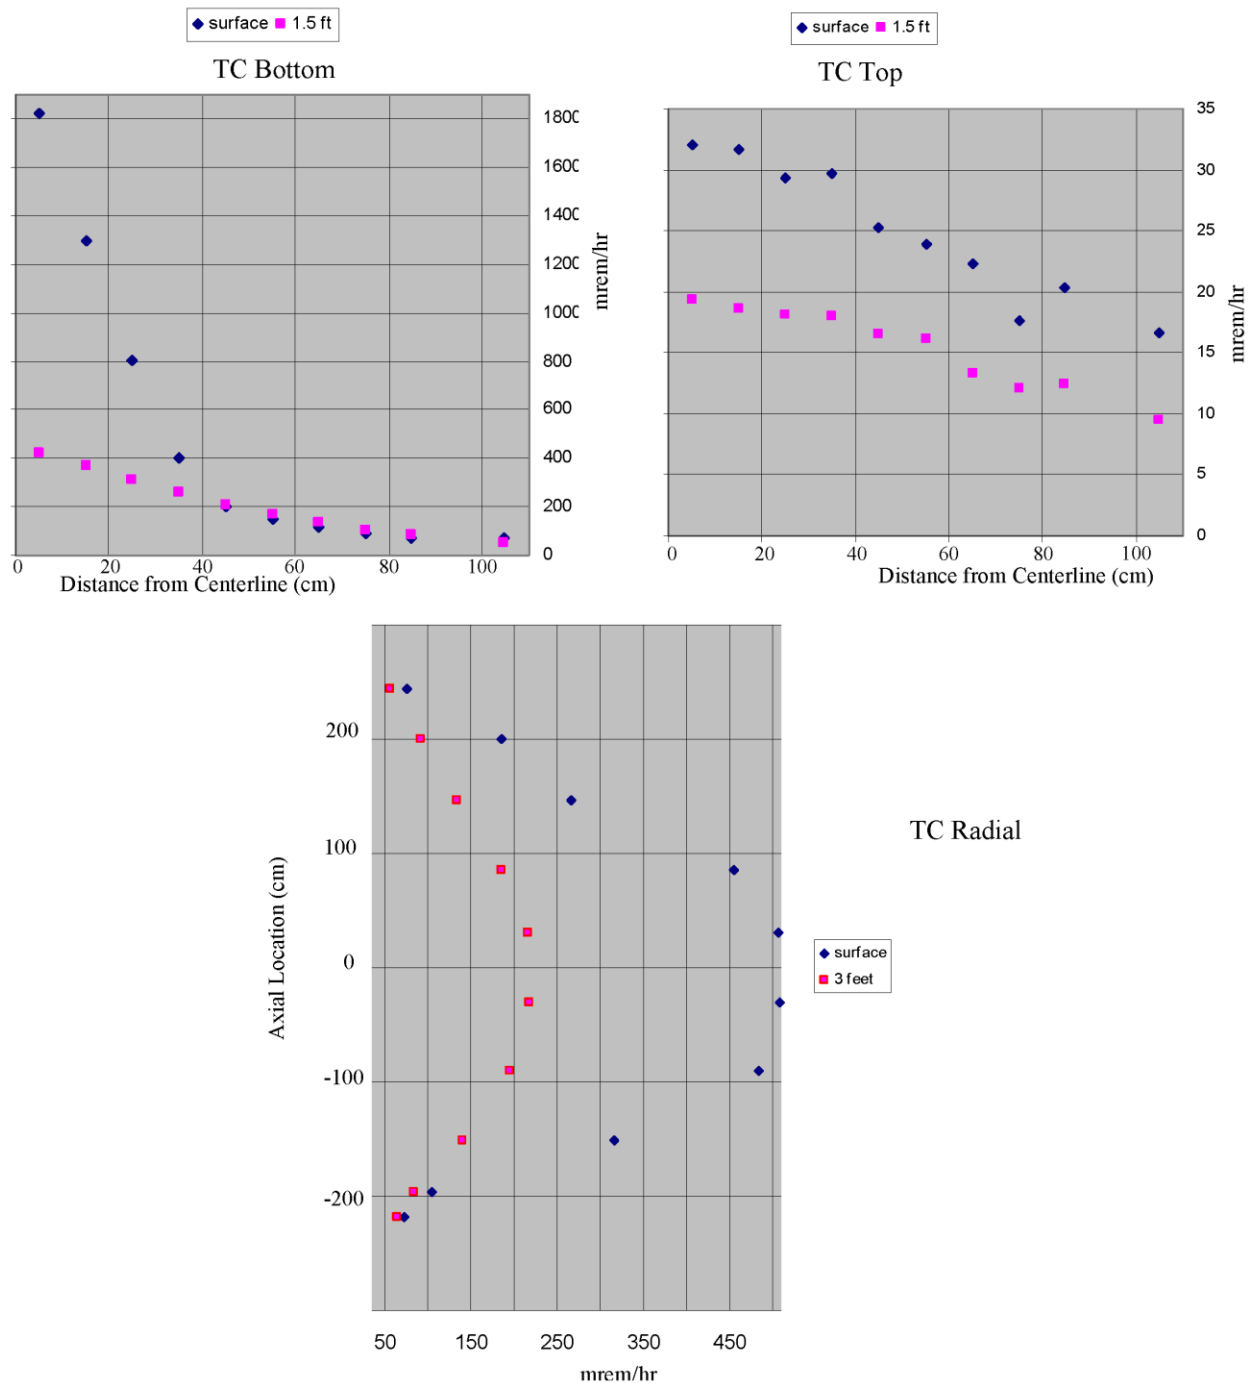 surface 1.5 ft
TC Bottom
1800
1600
1400
1200
1000
800
600
400
200
0
mrem/hr
0 20 40 60 80 100
Distance from Centerline (cm)
surface 1.5 ft
TC Top
35
30
25
20
15
10
5
0
mrem/hr
0 20 40 60 80 100
Distance from Centerline (cm)
200
100
0
-100
-200
Axial Location (cm)
50 150 250 350 450
mrem/hr
TC Radial
surface
3 feet